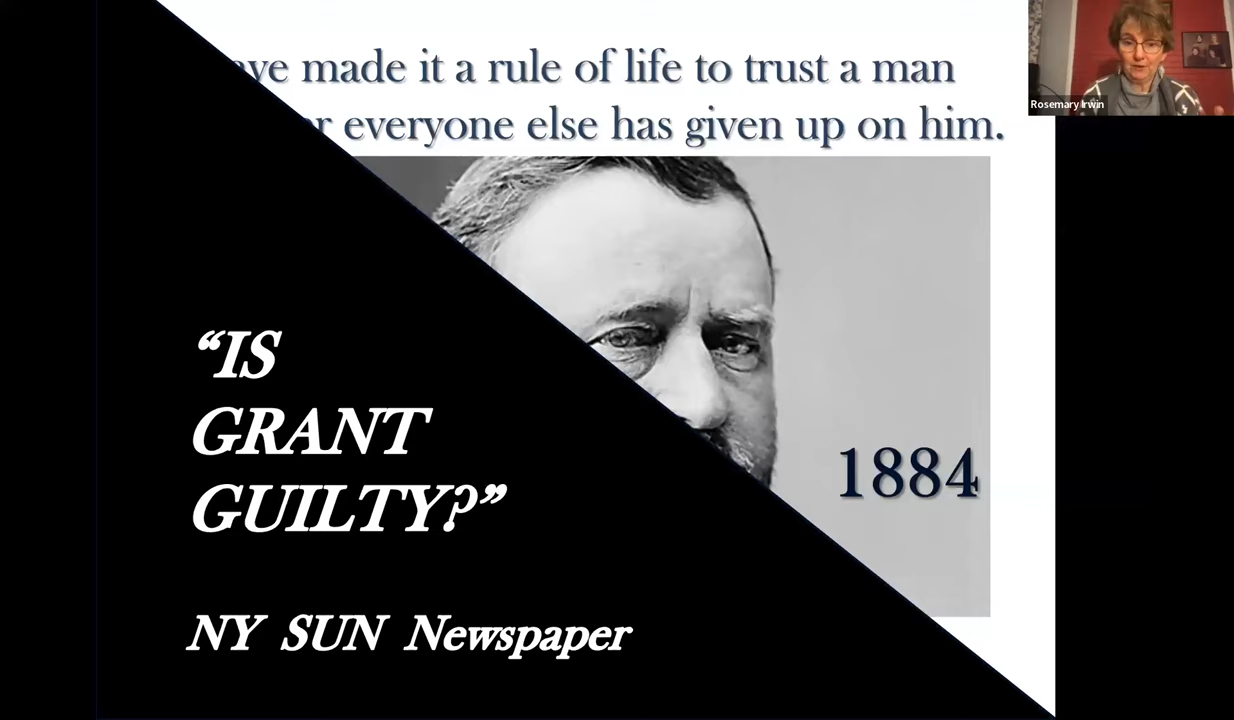 ave made it a rule of life to trust a man
r everyone else has given up on him.
1884
“IS
GRANT
GUILTY?”
NY SUN Newspaper
Rosemary Irwin